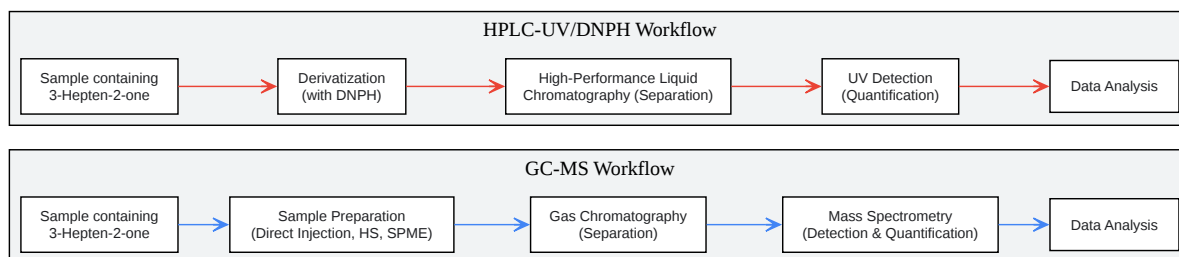 HPLC-UV/DNPH Workflow
Sample containing
3-Hepten-2-one
Derivatization
(with DNPH)
High-Performance Liquid
Chromatography (Separation)
UV Detection
(Quantification)
Data Analysis
GC-MS Workflow
Sample containing
3-Hepten-2-one
Sample Preparation
(Direct Injection, HS, SPME)
Gas Chromatography
(Separation)
Mass Spectrometry
(Detection & Quantification)
Data Analysis